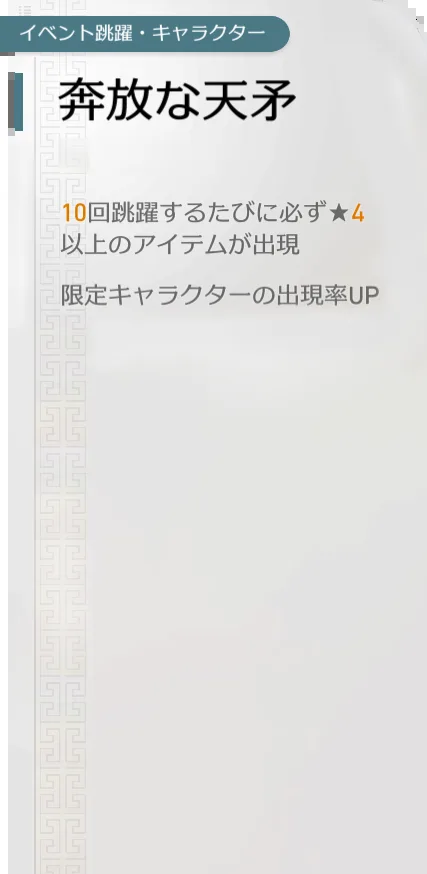 イベント跳躍・キャラクター
奔放な天矛
10回跳躍するたびに必ず★4
以上のアイテムが出現
限定キャラクターの出現率UP